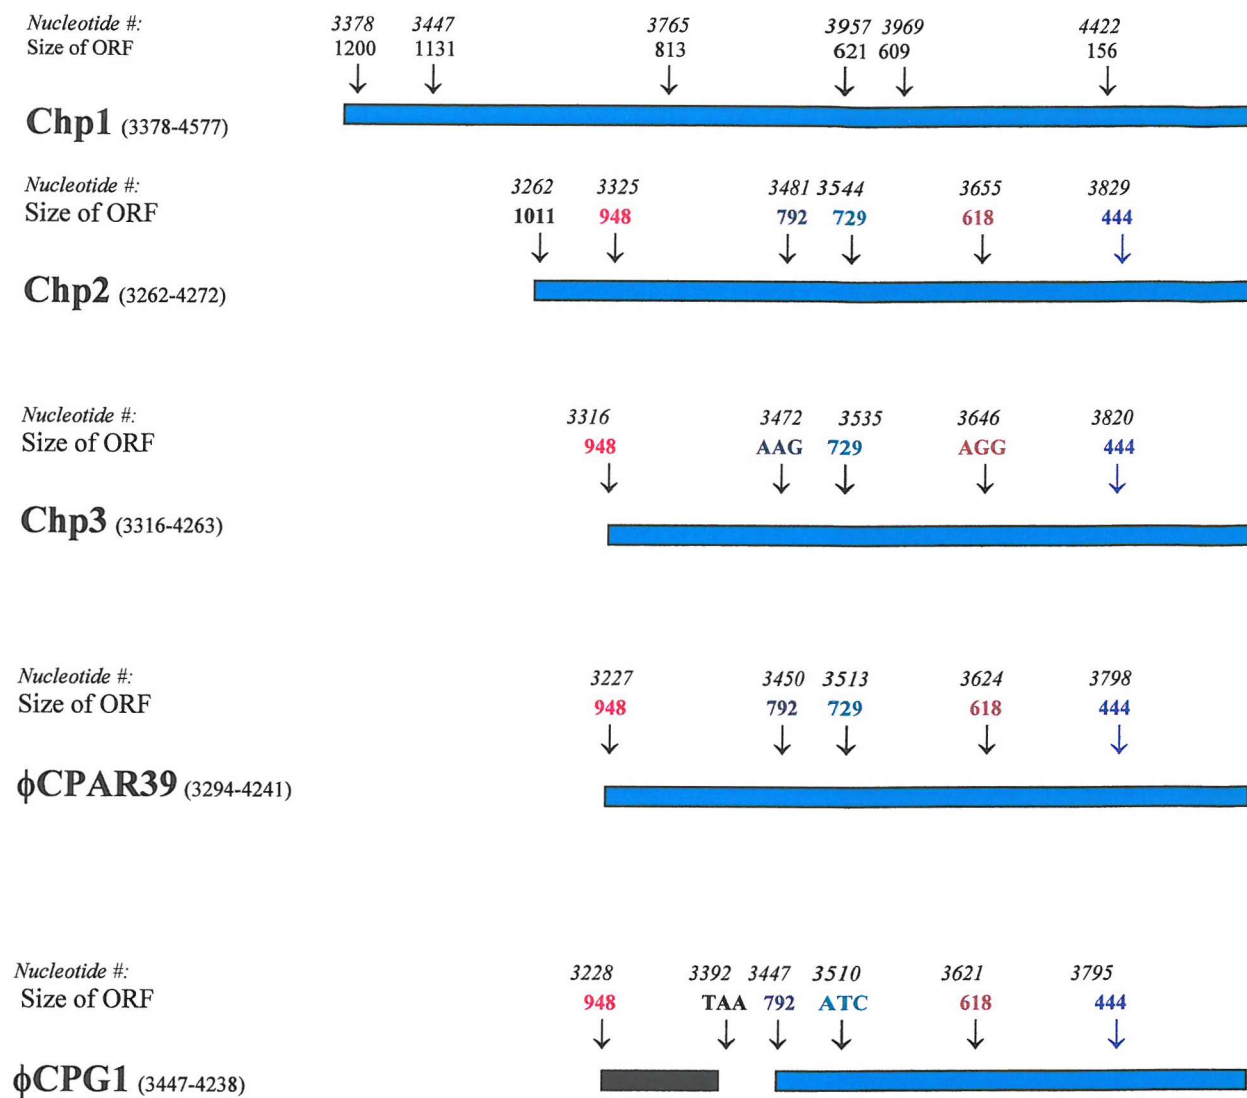 Nucleotide #: 3378 3447 3765 3957 3969 4422
Size of ORF 1200 1131 813 621 609 156
Chp1 (3378-4577)
Nucleotide #: 3262 3325 3481 3544 3655 3829
Size of ORF 1011 948 792 729 618 444
Chp2 (3262-4272)
Nucleotide #: 3316 3472 3535 3646 3820
Size of ORF 948 AAG 729 AGG 444
Chp3 (3316-4263)
Nucleotide #: 3227 3450 3513 3624 3798
Size of ORF 948 792 729 618 444
ϕCPAR39 (3294-4241)
Nucleotide #: 3228 3392 3447 3510 3621 3795
Size of ORF 948 TAA 792 ATC 618 444
ϕCPG1 (3447-4238)